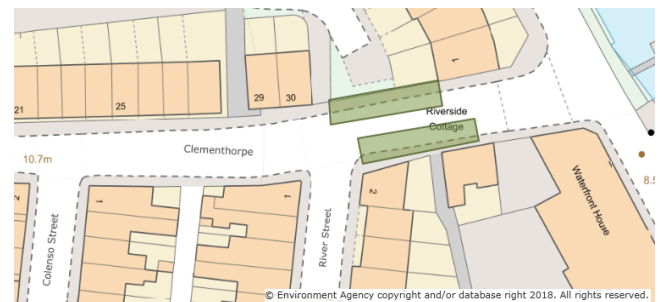 21
25
29
30
1
Riverside
Cottage
Clementhorpe
10.7m
8.5
2
1
1
2
Waterfront House
Colenso Street
River Street
© Environment Agency copyright and/or database right 2018. All rights reserved.